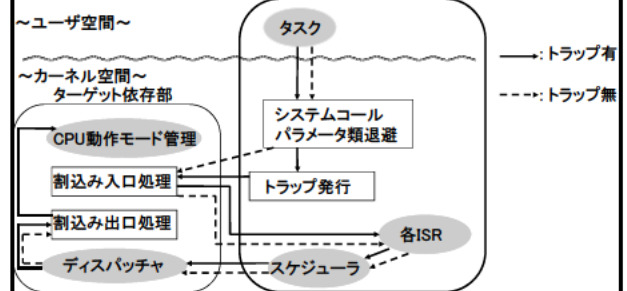 ～ユーザ空間～
タスク
→: トラップ有
～カーネル空間～
ターゲット依存部
---→: トラップ無
システムコール
パラメータ類退避
CPU動作モード管理
割込み入口処理
トラップ発行
割込み出口処理
各ISR
ディスパッチャ
スケジューラ